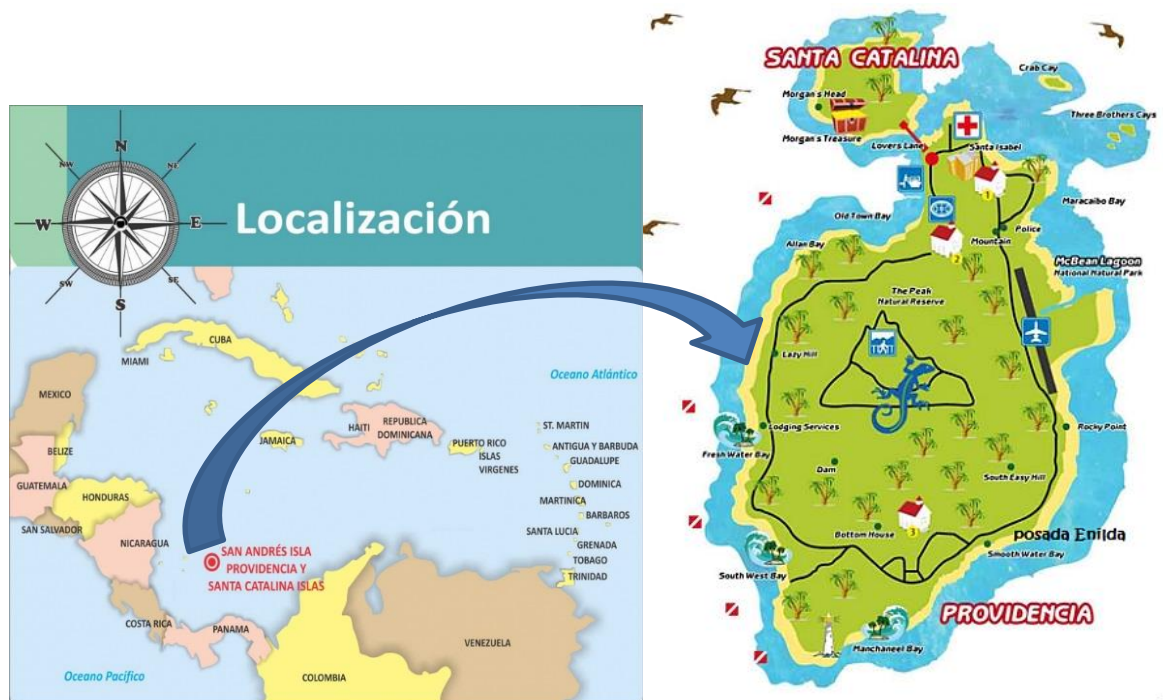 N
NW
NE
W
E
SW
SE
S
Localización
MIAMI
CUBA
Oceano Atlántico
MEXICO
HAITI
REPUBLICA
DOMINICANA
JAMAICA
PUERTO RICO
ISLAS
VIRGENES
ST. MARTIN
ANTIGUA Y BARBUDA
GUADALUPE
BELIZE
GUATEMALA
HONDURAS
DOMINICA
MARTINICA
BARBAROS
SAN SALVADOR
NICARAGUA
SANTA LUCIA
GRENADA
TOBAGO
TRINIDAD
SAN ANDRÉS ISLA
PROVIDENCIA Y
SANTA CATALINA ISLAS
COSTA RICA
PANAMA
VENEZUELA
Oceano Pacífico
COLOMBIA
SANTA CATALINA
Crab Cay
Morgan's Head
Three Brothers Cays
Morgan's Treasure
Lovers Lane
Santa Isabel
1
Maracaibo Bay
Old Town Bay
Police
Mountain
Allan Bay
2
McBean Lagoon
National Natural Park
The Peak
Natural Reserve
Lazy Hill
Lodging Services
Rocky Point
Fresh Water Bay
Dam
South Easy Hill
Bottom House
3
posada Enilda
Smooth Water Bay
South West Bay
PROVIDENCIA
Manchaneel Bay